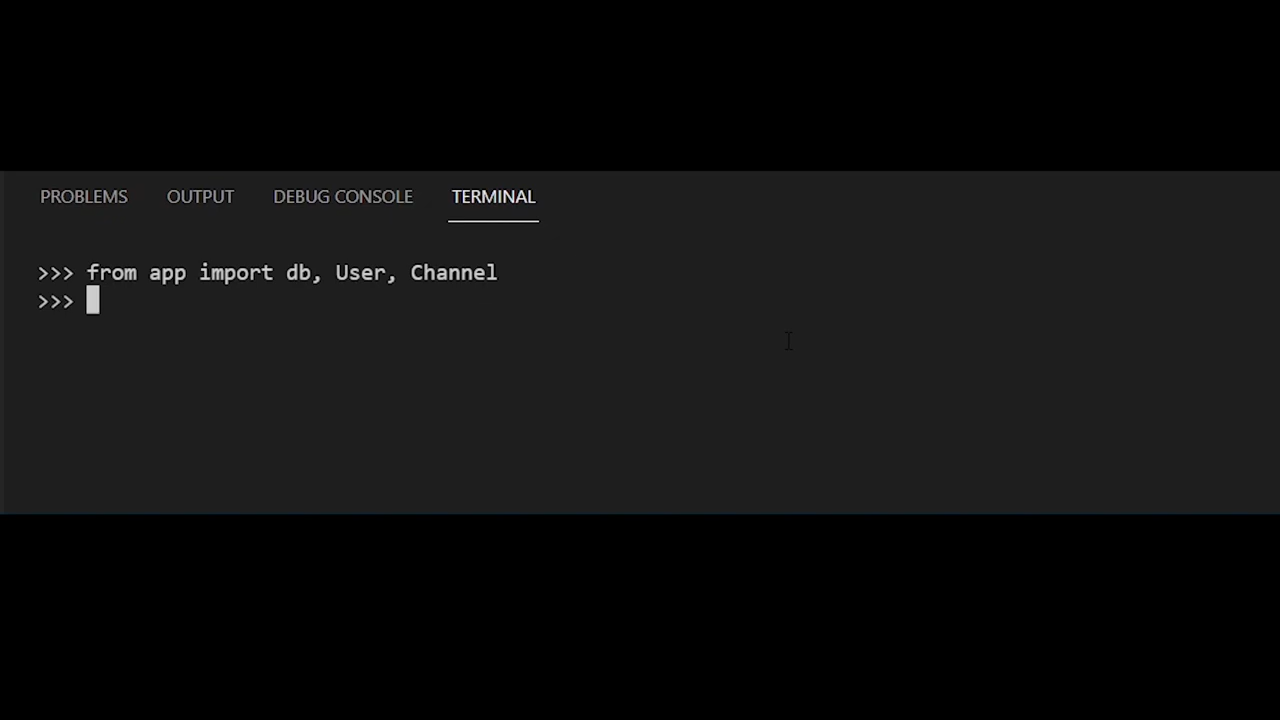 PROBLEMS OUTPUT DEBUG CONSOLE TERMINAL
>>> from app import db, User, Channel
>>>